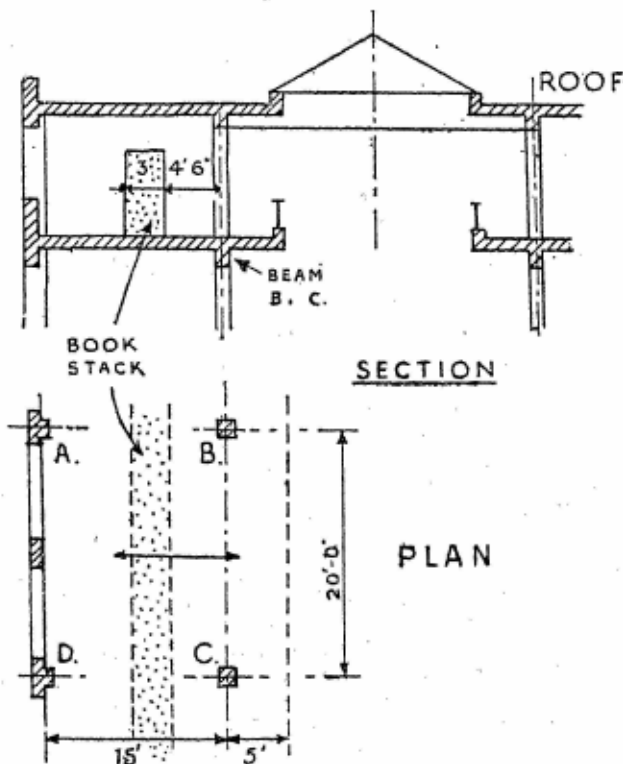 ROOF
3' 4' 6"
BEAM
B. C.
BOOK
STACK
SECTION
A.
B.
20'-0"
PLAN
D.
C.
15'
5'